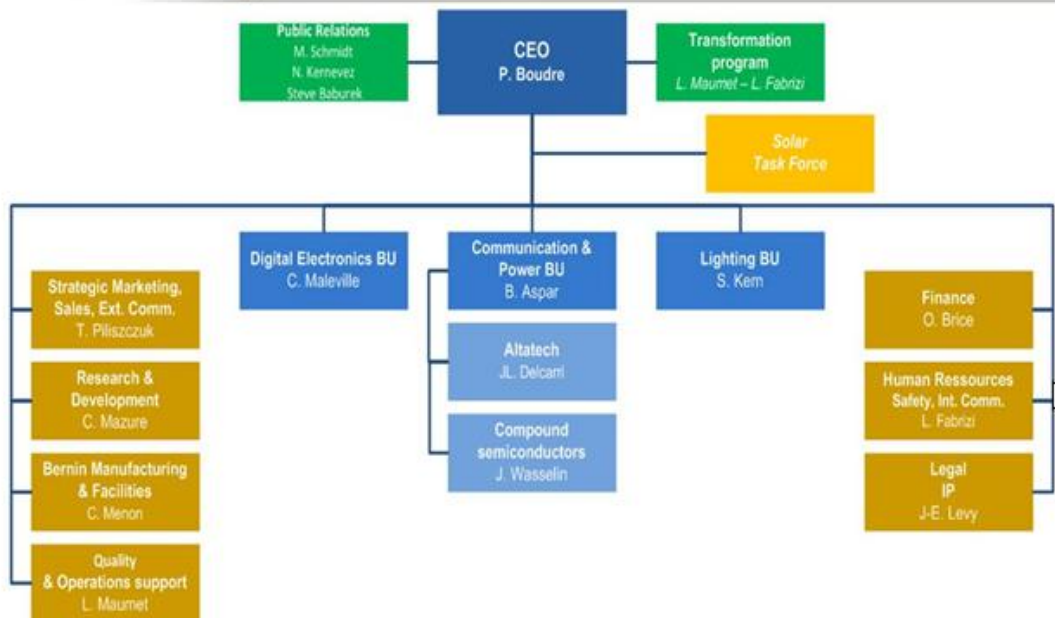 Public Relations
M. Schmidt
N. Kernevez
Steve Baburek
CEO
P. Boudre
Transformation
program
L. Maumet – L. Fabrizi
Solar
Task Force
Digital Electronics BU
C. Maleville
Communication &
Power BU
B. Aspar
Lighting BU
S. Kern
Strategic Marketing,
Sales, Ext. Comm.
T. Piliszczuk
Research &
Development
C. Mazure
Bernin Manufacturing
& Facilities
C. Menon
Quality
& Operations support
L. Maumet
Altatech
JL. Delcarri
Compound
semiconductors
J. Wasselin
Finance
O. Brice
Human Ressources
Safety, Int. Comm.
L. Fabrizi
Legal
IP
J-E. Levy